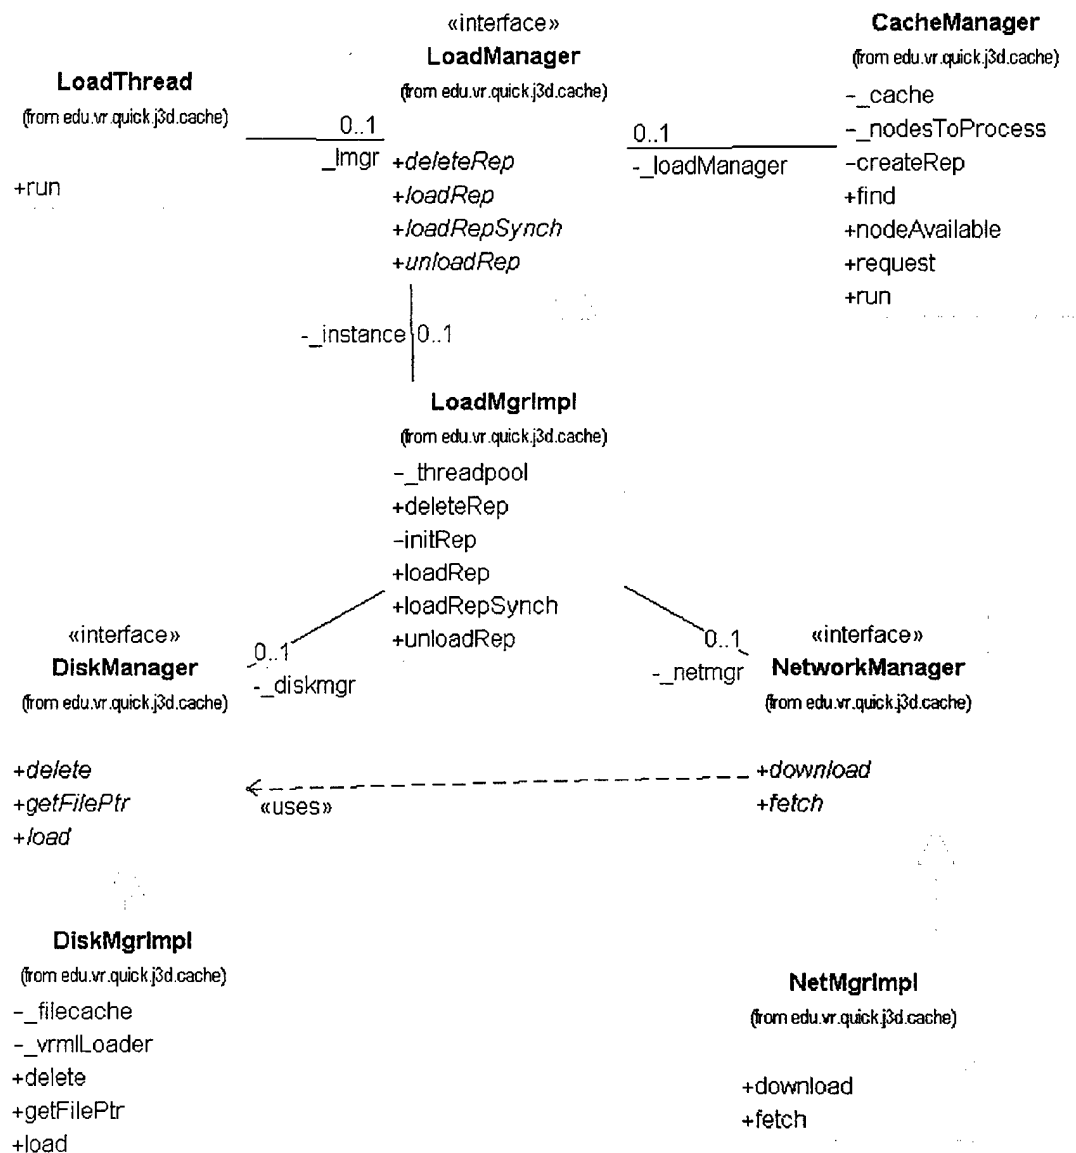 LoadThread
(from edu.vr.quick.j3d.cache)
+run
0..1
_lmgr
«interface»
LoadManager
(from edu.vr.quick.j3d.cache)
+deleteRep
+loadRep
+loadRepSynch
+unloadRep
0..1
-_loadManager
CacheManager
(from edu.vr.quick.j3d.cache)
-_cache
-_nodesToProcess
-createRep
+find
+nodeAvailable
+request
+run
-_instance 0..1
LoadMgrImpl
(from edu.vr.quick.j3d.cache)
-_threadpool
+deleteRep
-initRep
+loadRep
+loadRepSynch
+unloadRep
«interface»
DiskManager
(from edu.vr.quick.j3d.cache)
+delete
+getFilePtr
+load
0..1
-_diskmgr
0..1
-_netmgr
«interface»
NetworkManager
(from edu.vr.quick.j3d.cache)
+download
+fetch
«uses»
DiskMgrImpl
(from edu.vr.quick.j3d.cache)
-_filecache
-_vrmlLoader
+delete
+getFilePtr
+load
NetMgrImpl
(from edu.vr.quick.j3d.cache)
+download
+fetch